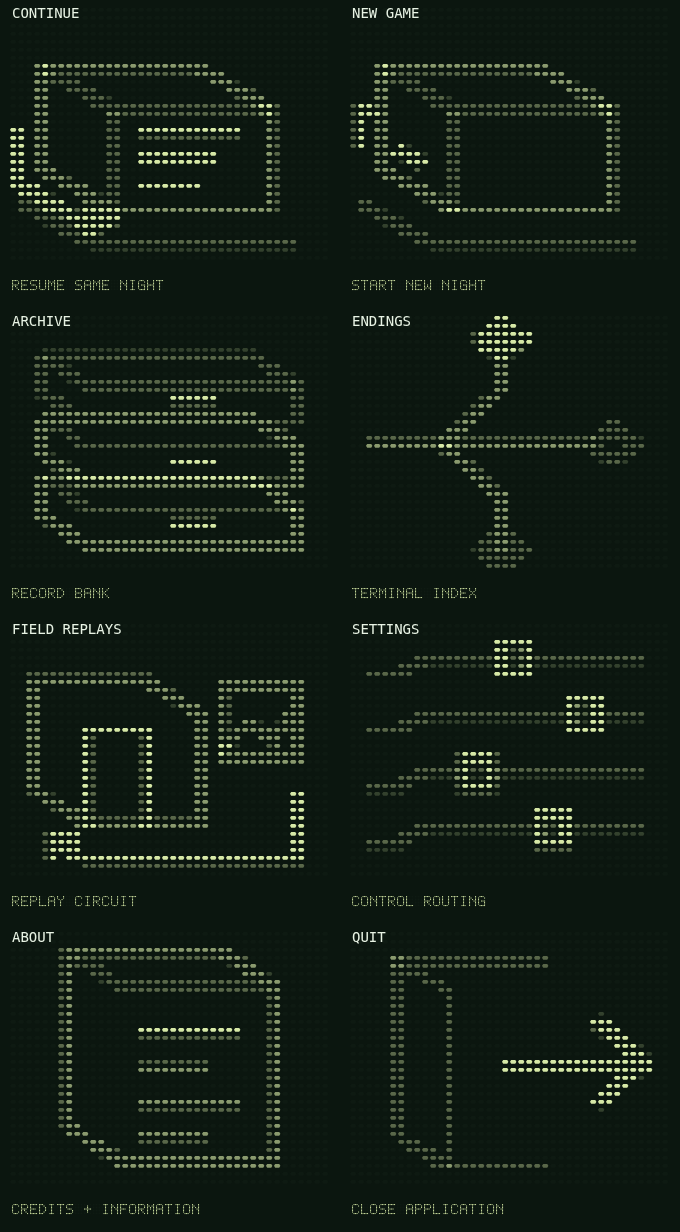 CONTINUE
NEW GAME
RESUME SAME NIGHT
START NEW NIGHT
ARCHIVE
ENDINGS
RECORD BANK
TERMINAL INDEX
FIELD REPLAYS
SETTINGS
REPLAY CIRCUIT
CONTROL ROUTING
ABOUT
QUIT
CREDITS + INFORMATION
CLOSE APPLICATION